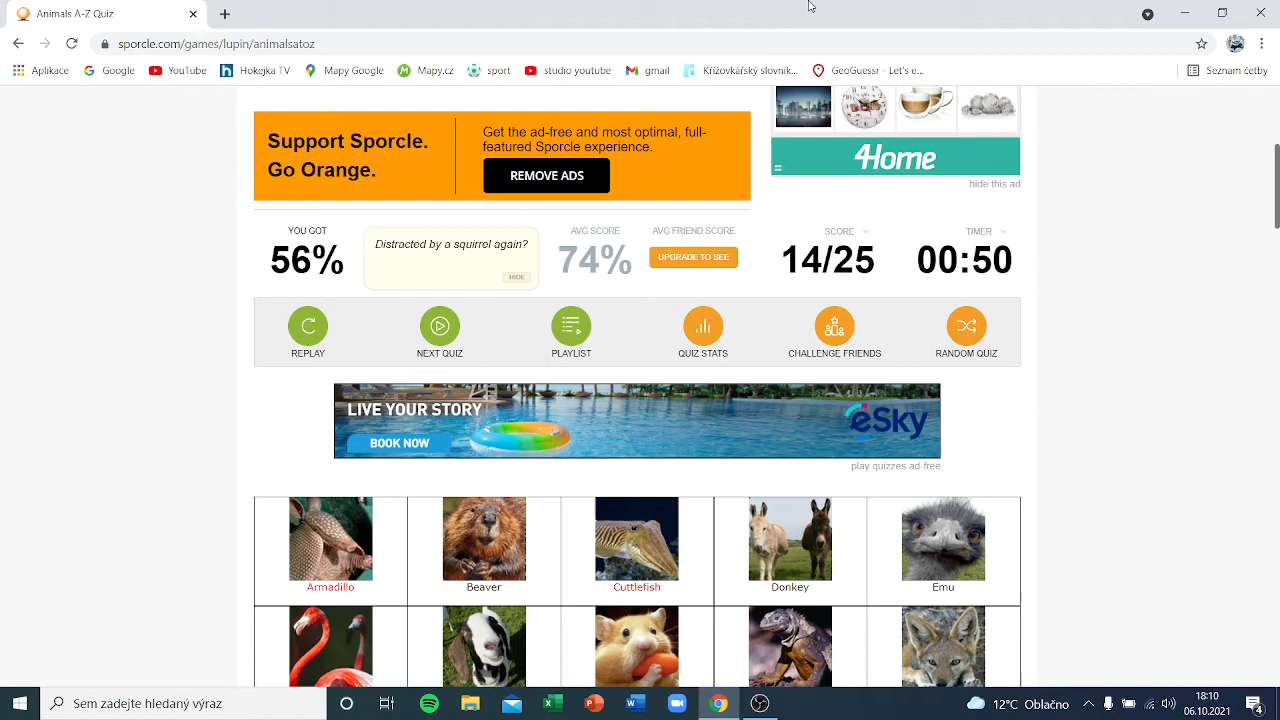 Animals A-Z Quiz
sporcle.com/games/lupin/animalsaz
Aplikace
Google
YouTube
Hokejka TV
Mapy Google
Mapy.cz
sport
studio youtube
gmail
Křížovkářský slovník...
GeoGuessr - Let's e...
Seznam četby
Support Sporcle.
Go Orange.
Get the ad-free and most optimal, full-
featured Sporcle experience.
REMOVE ADS
4Home
hide this ad
YOU GOT
56%
Distracted by a squirrel again?
HIDE
AVG SCORE
74%
AVG FRIEND SCORE
UPGRADE TO SEE
SCORE
14/25
TIMER
00:50
REPLAY
NEXT QUIZ
PLAYLIST
QUIZ STATS
CHALLENGE FRIENDS
RANDOM QUIZ
LIVE YOUR STORY
BOOK NOW
eSky
play quizzes ad-free
Armadillo
Beaver
Cuttlefish
Donkey
Emu
Sem zadejte hledaný výraz
12°C Oblačno
18:10
06.10.2021